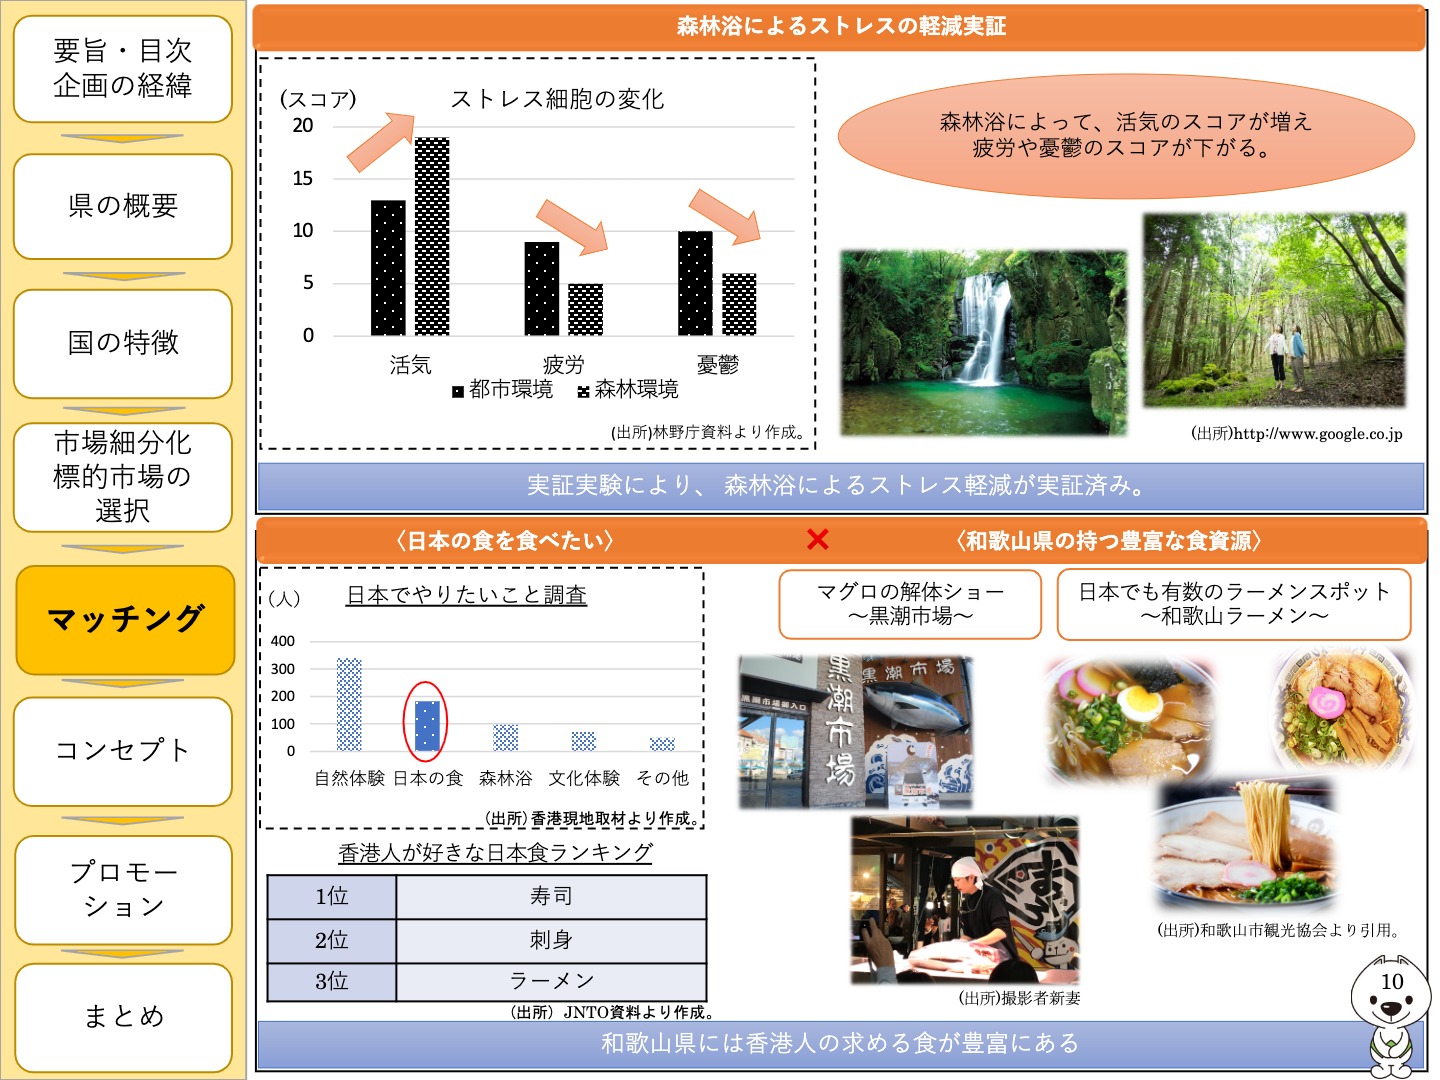 要旨・目次
企画の経緯
県の概要
国の特徴
市場細分化
標的市場の
選択
マッチング
コンセプト
プロモー
ション
まとめ
森林浴によるストレスの軽減実証
(スコア)
ストレス細胞の変化
20
15
10
5
0
活気
疲労
憂鬱
都市環境
森林環境
(出所)林野庁資料より作成。
森林浴によって、活気のスコアが増え
疲労や憂鬱のスコアが下がる。
(出所)http://www.google.co.jp
実証実験により、 森林浴によるストレス軽減が実証済み。
〈日本の食を食べたい〉
×
〈和歌山県の持つ豊富な食資源〉
(人)
日本でやりたいこと調査
400
300
200
100
0
自然体験
日本の食
森林浴
文化体験
その他
(出所)香港現地取材より作成。
香港人が好きな日本食ランキング
1位 寿司
2位 刺身
3位 ラーメン
(出所) JNTO資料より作成。
マグロの解体ショー
〜黒潮市場〜
日本でも有数のラーメンスポット
〜和歌山ラーメン〜
黒潮市場
黒潮市場
黒潮市場御入口
(出所)撮影者新妻
(出所)和歌山市観光協会より引用。
和歌山県には香港人の求める食が豊富にある
10